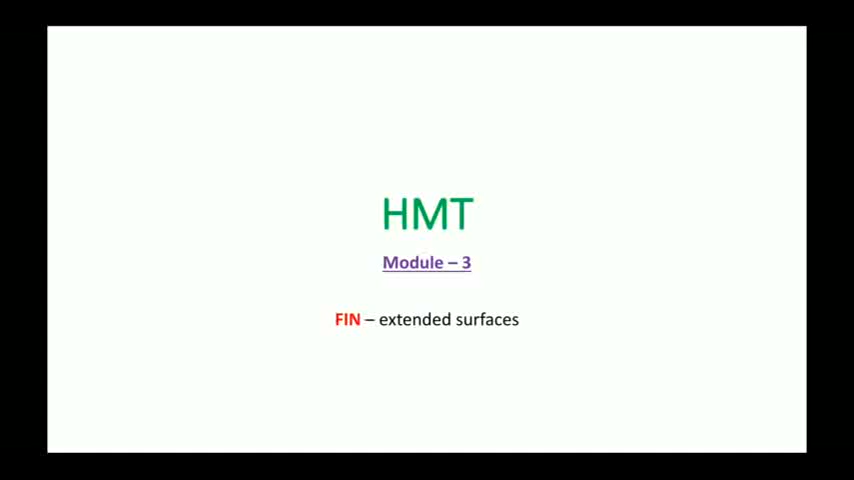 HMT
Module – 3
FIN – extended surfaces